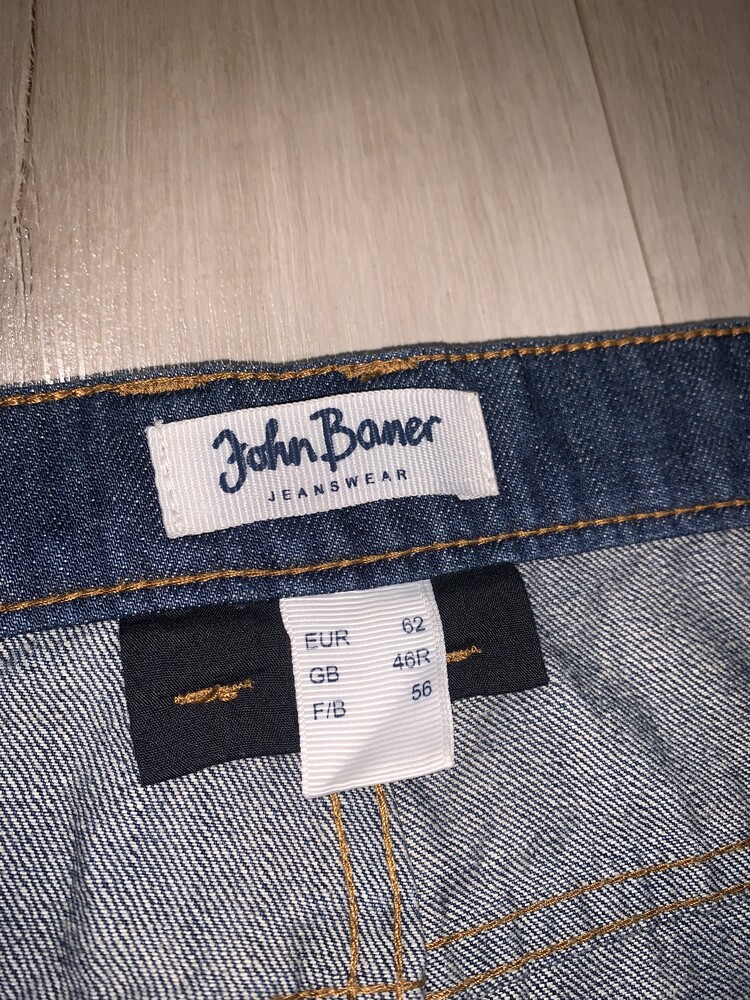 John Baner
JEANSWEAR
EUR 62
GB 46R
F/B 56